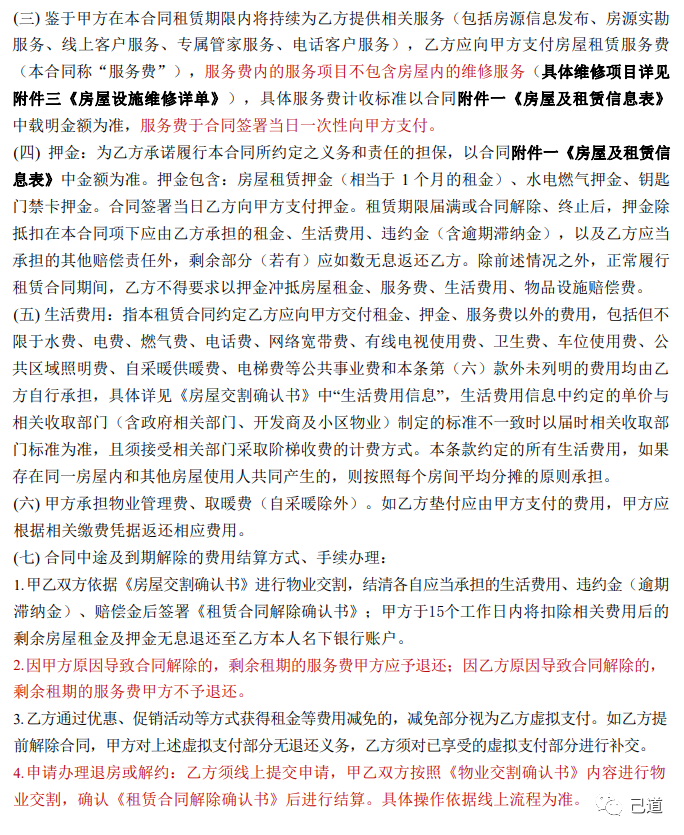 (三) 鉴于甲方在本合同租赁期限内将持续为乙方提供相关服务（包括房源信息发布、房源实勘
服务、线上客户服务、专属管家服务、电话客户服务），乙方应向甲方支付房屋租赁服务费
（本合同称“服务费”），服务费内的服务项目不包含房屋内的维修服务（具体维修项目详见
附件三《房屋设施维修详单》），具体服务费计收标准以合同附件一《房屋及租赁信息表》
中载明金额为准，服务费于合同签署当日一次性向甲方支付。
(四) 押金：为乙方承诺履行本合同所约定之义务和责任的担保，以合同附件一《房屋及租赁信
息表》中金额为准。押金包含：房屋租赁押金（相当于 1 个月的租金）、水电燃气押金、钥匙
门禁卡押金。合同签署当日乙方向甲方支付押金。租赁期限届满或合同解除、终止后，押金除
抵扣在本合同项下应由乙方承担的租金、生活费用、违约金（含逾期滞纳金），以及乙方应当
承担的其他赔偿责任外，剩余部分（若有）应如数无息返还乙方。除前述情况之外，正常履行
租赁合同期间，乙方不得要求以押金冲抵房屋租金、服务费、生活费用、物品设施赔偿费。
(五) 生活费用：指本租赁合同约定乙方应向甲方交付租金、押金、服务费以外的费用，包括但不
限于水费、电费、燃气费、电话费、网络宽带费、有线电视使用费、卫生费、车位使用费、公
共区域照明费、自采暖供暖费、电梯费等公共事业费和本条第（六）款外未列明的费用均由乙
方自行承担，具体详见《房屋交割确认书》中“生活费用信息”，生活费用信息中约定的单价与
相关收取部门（含政府相关部门、开发商及小区物业）制定的标准不一致时以届时相关收取部
门标准为准，且须接受相关部门采取阶梯收费的计费方式。本条款约定的所有生活费用，如果
存在同一房屋内和其他房屋使用人共同产生的，则按照每个房间平均分摊的原则承担。
(六) 甲方承担物业管理费、取暖费（自采暖除外）。如乙方垫付应由甲方支付的费用，甲方应
根据相关缴费凭据返还相应费用。
(七) 合同中途及到期解除的费用结算方式、手续办理：
1.甲乙双方依据《房屋交割确认书》进行物业交割，结清各自应当承担的生活费用、违约金（逾期
滞纳金）、赔偿金后签署《租赁合同解除确认书》；甲方于15个工作日内将扣除相关费用后的
剩余房屋租金及押金无息退还至乙方本人名下银行账户。
2.因甲方原因导致合同解除的，剩余租期的服务费甲方应予退还；因乙方原因导致合同解除的，
剩余租期的服务费甲方不予退还。
3.乙方通过优惠、促销活动等方式获得租金等费用减免的，减免部分视为乙方虚拟支付。如乙方提
前解除合同，甲方对上述虚拟支付部分无退还义务，乙方须对已享受的虚拟支付部分进行补交。
4.申请办理退房或解约：乙方须线上提交申请，甲乙双方按照《物业交割确认书》内容进行物
业交割，确认《租赁合同解除确认书》后进行结算。具体操作依据线上流程为准。
己道